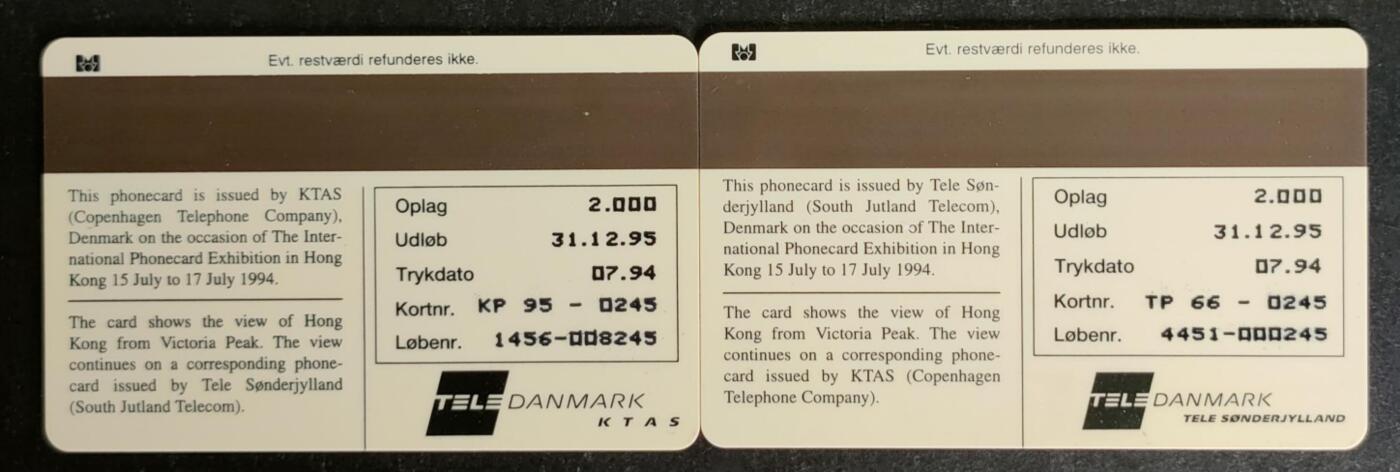 Evt. restværdi refunderes ikke.
This phonecard is issued by KTAS
(Copenhagen Telephone Company),
Denmark on the occasion of The Inter-
national Phonecard Exhibition in Hong
Kong 15 July to 17 July 1994.
The card shows the view of Hong
Kong from Victoria Peak. The view
continues on a corresponding phone-
card issued by Tele Sønderjylland
(South Jutland Telecom).
Oplag 2.000
Udløb 31.12.95
Trykdato 07.94
Kortnr. KP 95 - 0245
Løbenr. 1456-008245
TELE DANMARK
KTAS
Evt. restværdi refunderes ikke.
This phonecard is issued by Tele Søn-
derjylland (South Jutland Telecom),
Denmark on the occasion of The Inter-
national Phonecard Exhibition in Hong
Kong 15 July to 17 July 1994.
The card shows the view of Hong
Kong from Victoria Peak. The view
continues on a corresponding phone-
card issued by KTAS (Copenhagen
Telephone Company).
Oplag 2.000
Udløb 31.12.95
Trykdato 07.94
Kortnr. TP 66 - 0245
Løbenr. 4451-000245
TELE DANMARK
TELE SØNDERJYLLAND